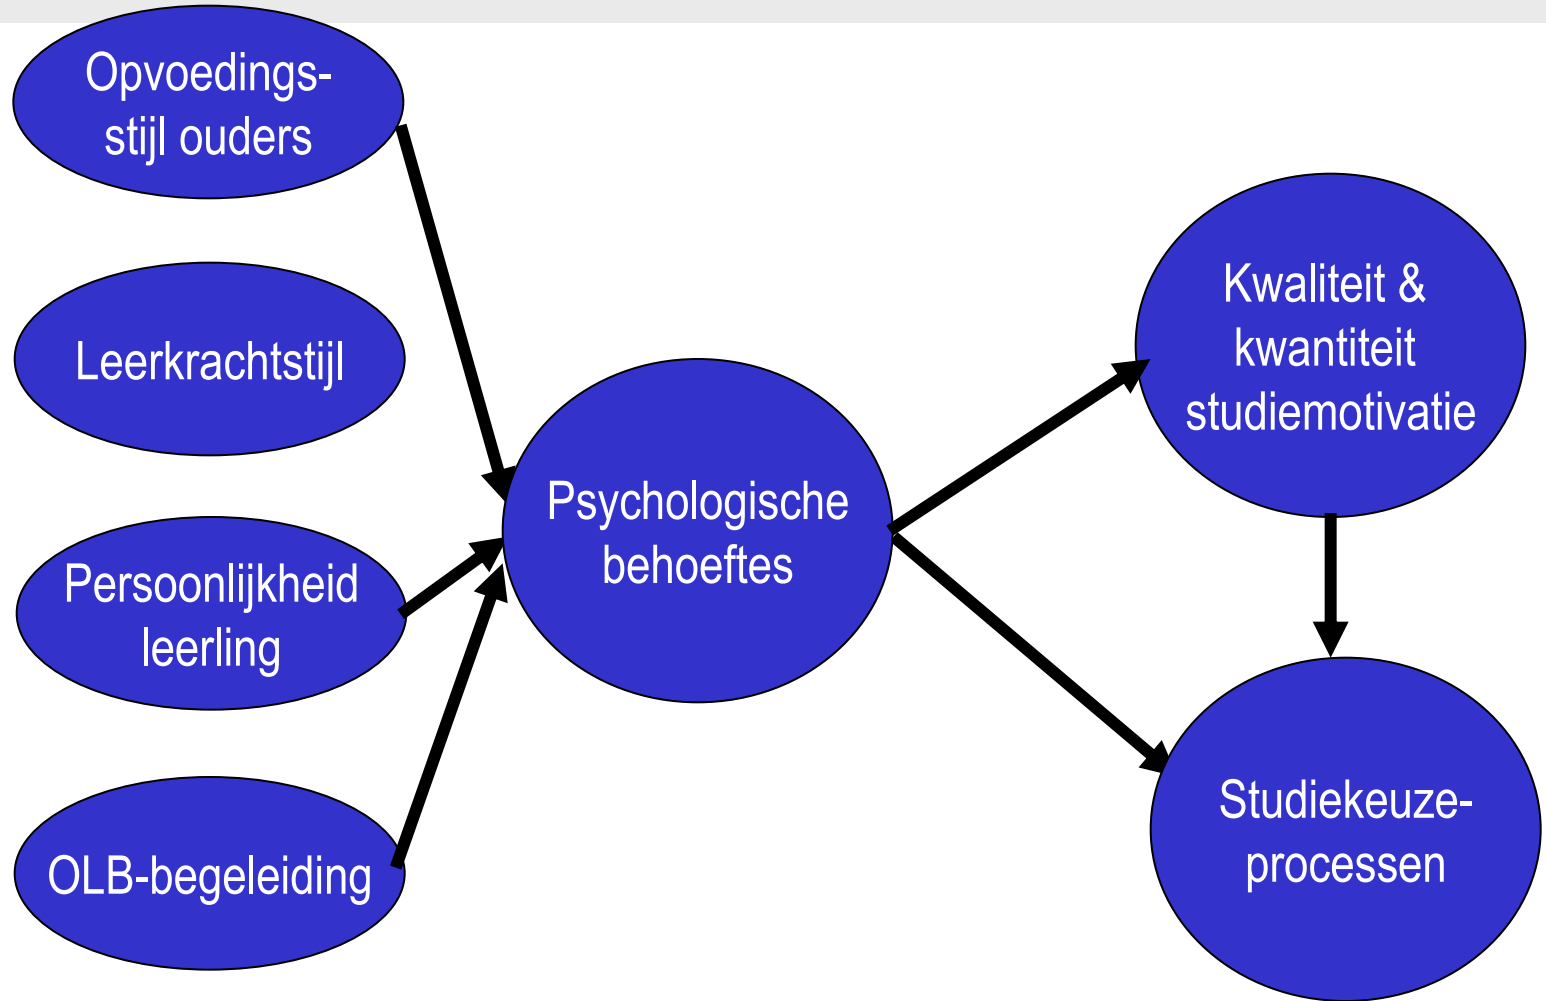 Opvoedings-
stijl ouders
Leerkrachtstijl
Persoonlijkheid
leerling
OLB-begeleiding
Psychologische
behoeftes
Kwaliteit &
kwantiteit
studiemotivatie
Studiekeuze-
processen